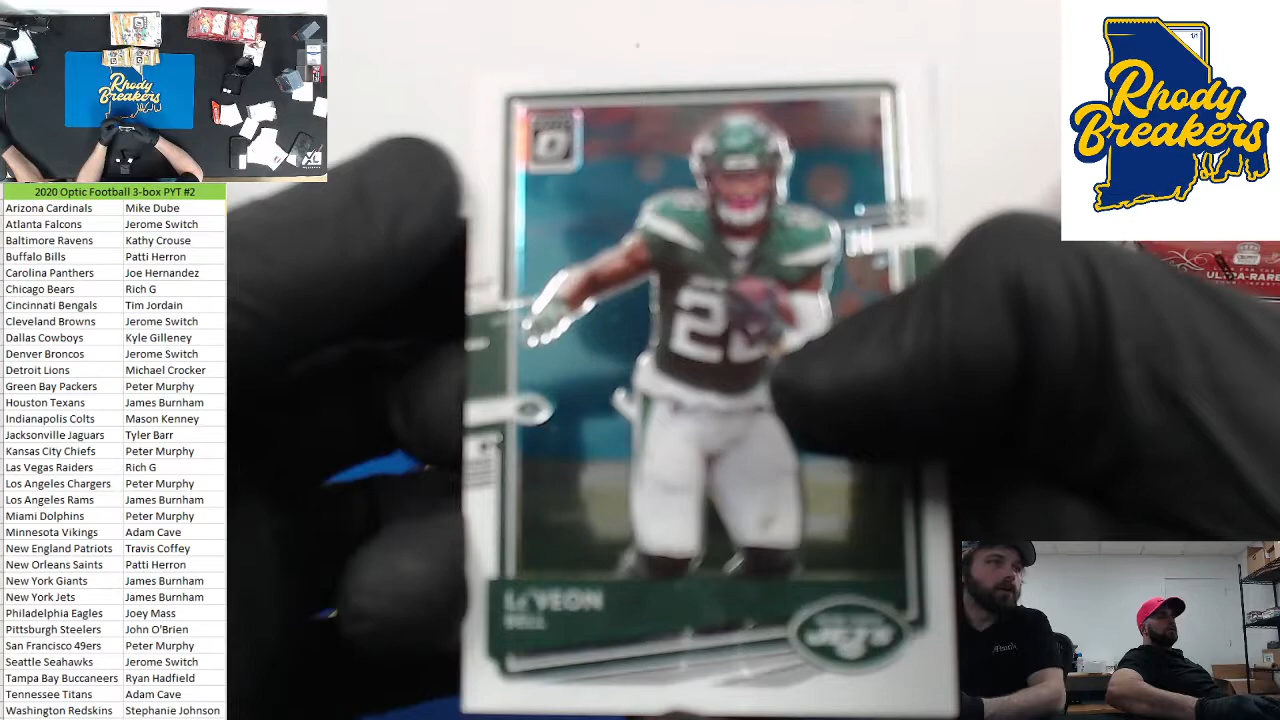 2020 Optic Football 3-box PYT #2
Arizona Cardinals Mike Dube
Atlanta Falcons Jerome Switch
Baltimore Ravens Kathy Crouse
Buffalo Bills Patti Herron
Carolina Panthers Joe Hernandez
Chicago Bears Rich G
Cincinnati Bengals Tim Jordain
Cleveland Browns Jerome Switch
Dallas Cowboys Kyle Gilleney
Denver Broncos Jerome Switch
Detroit Lions Michael Crocker
Green Bay Packers Peter Murphy
Houston Texans James Burnham
Indianapolis Colts Mason Kenney
Jacksonville Jaguars Tyler Barr
Kansas City Chiefs Peter Murphy
Las Vegas Raiders Rich G
Los Angeles Chargers Peter Murphy
Los Angeles Rams James Burnham
Miami Dolphins Peter Murphy
Minnesota Vikings Adam Cave
New England Patriots Travis Coffey
New Orleans Saints Patti Herron
New York Giants James Burnham
New York Jets James Burnham
Philadelphia Eagles Joey Mass
Pittsburgh Steelers John O'Brien
San Francisco 49ers Peter Murphy
Seattle Seahawks Jerome Switch
Tampa Bay Buccaneers Ryan Hadfield
Tennessee Titans Adam Cave
Washington Redskins Stephanie Johnson
Rhody
Breakers
XL
LE'VEON
BELL
JETS
Rhody
Breakers
1/1
ULTRA-RARE